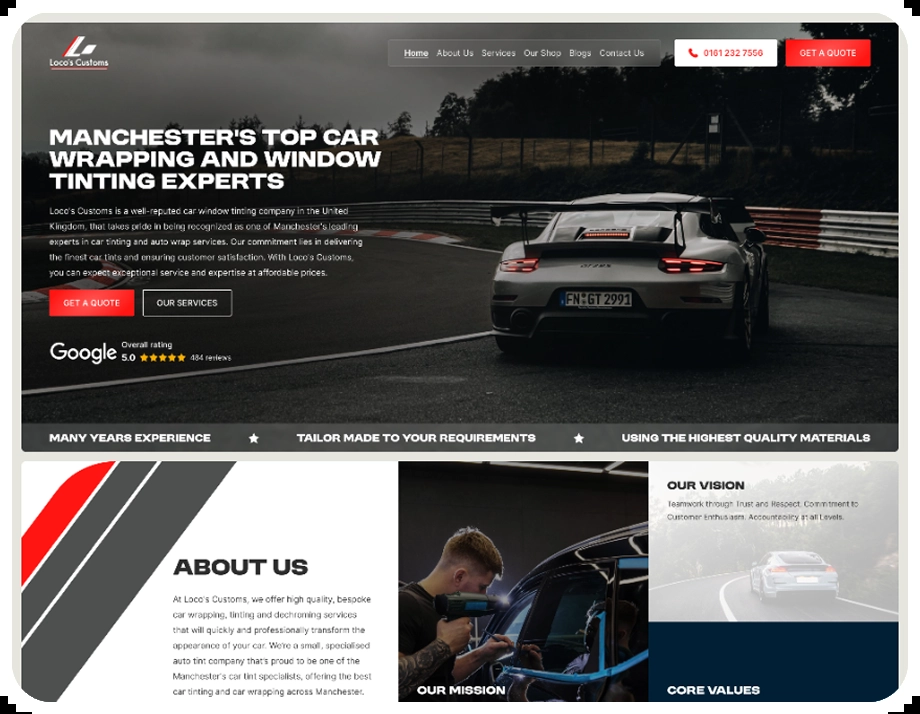 Loco's Customs
Home About Us Services Our Shop Blogs Contact Us
0161 232 7556
GET A QUOTE
MANCHESTER'S TOP CAR
WRAPPING AND WINDOW
TINTING EXPERTS
Loco's Customs is a well-reputed car window tinting company in the United
Kingdom, that takes pride in being recognized as one of Manchester's leading
experts in car tinting and auto wrap services. Our commitment lies in delivering
the finest car tints and ensuring customer satisfaction. With Loco's Customs,
you can expect exceptional service and expertise at affordable prices.
GET A QUOTE
OUR SERVICES
Google
Overall rating
5.0
484 reviews
FN GT 2991
MANY YEARS EXPERIENCE
TAILOR MADE TO YOUR REQUIREMENTS
USING THE HIGHEST QUALITY MATERIALS
ABOUT US
At Loco's Customs, we offer high quality, bespoke
car wrapping, tinting and dechroming services
that will quickly and professionally transform the
appearance of your car. We're a small, specialised
auto tint company that's proud to be one of the
Manchester's car tint specialists, offering the best
car tinting and car wrapping across Manchester.
OUR MISSION
OUR VISION
Teamwork through Trust and Respect, Commitment to
Customer Enthusiasm. Accountability at all Levels.
CORE VALUES